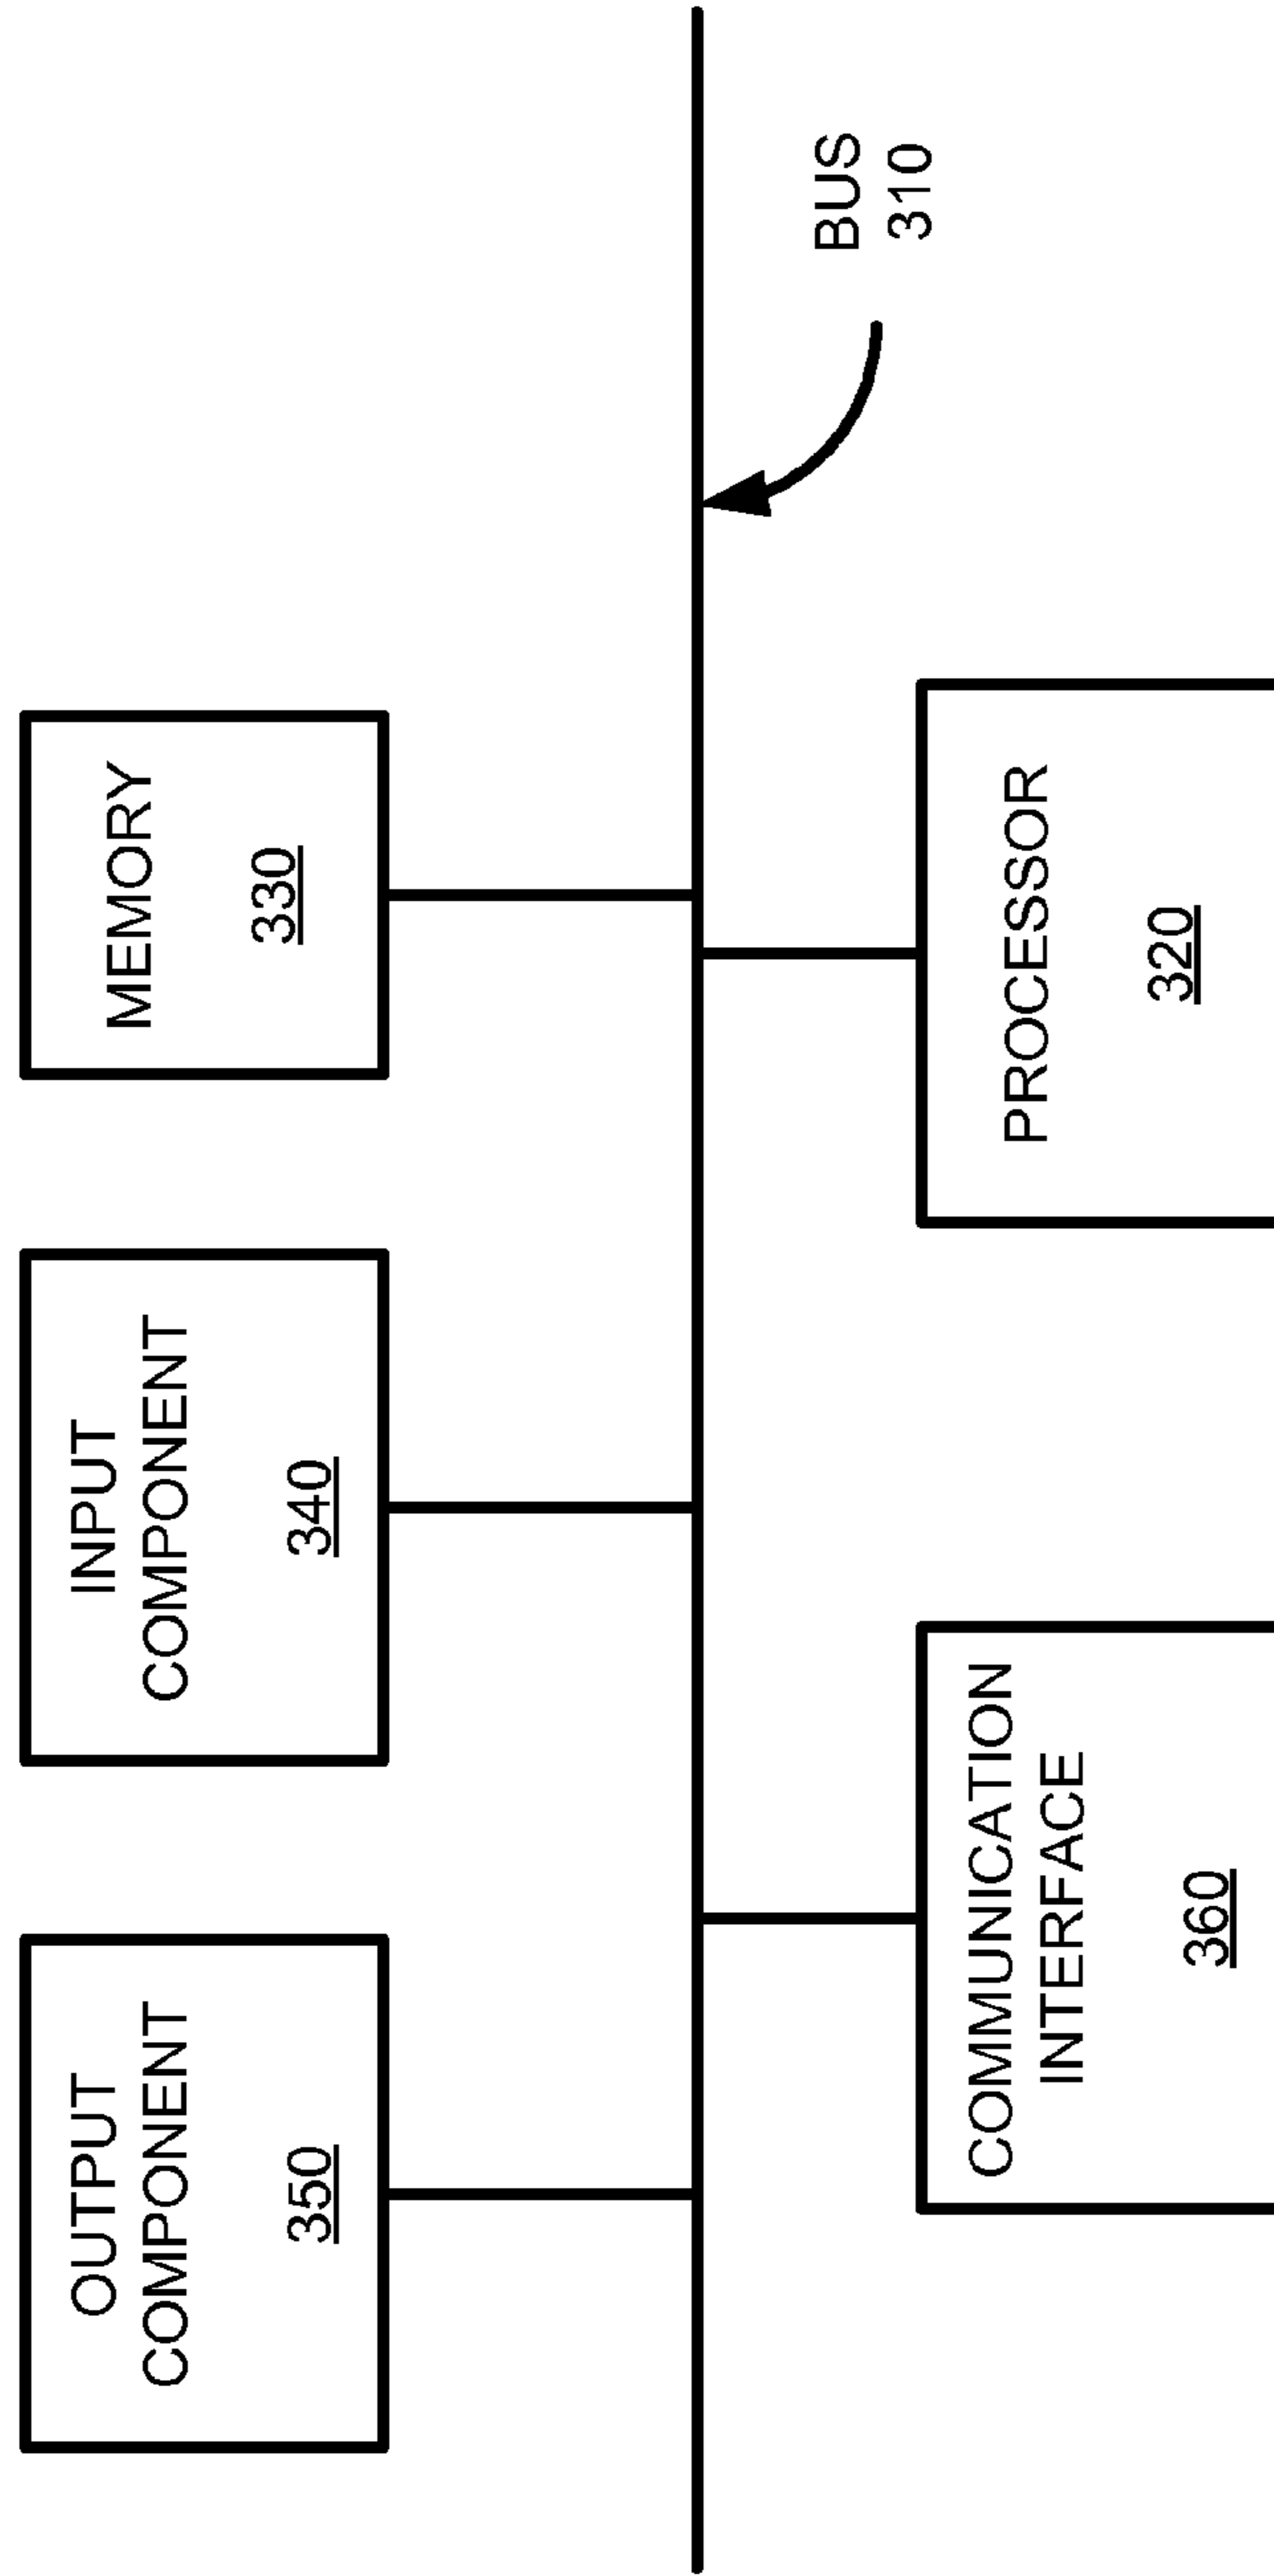 OUTPUT
COMPONENT
350
INPUT
COMPONENT
340
MEMORY
330
BUS
310
COMMUNICATION
INTERFACE
360
PROCESSOR
320